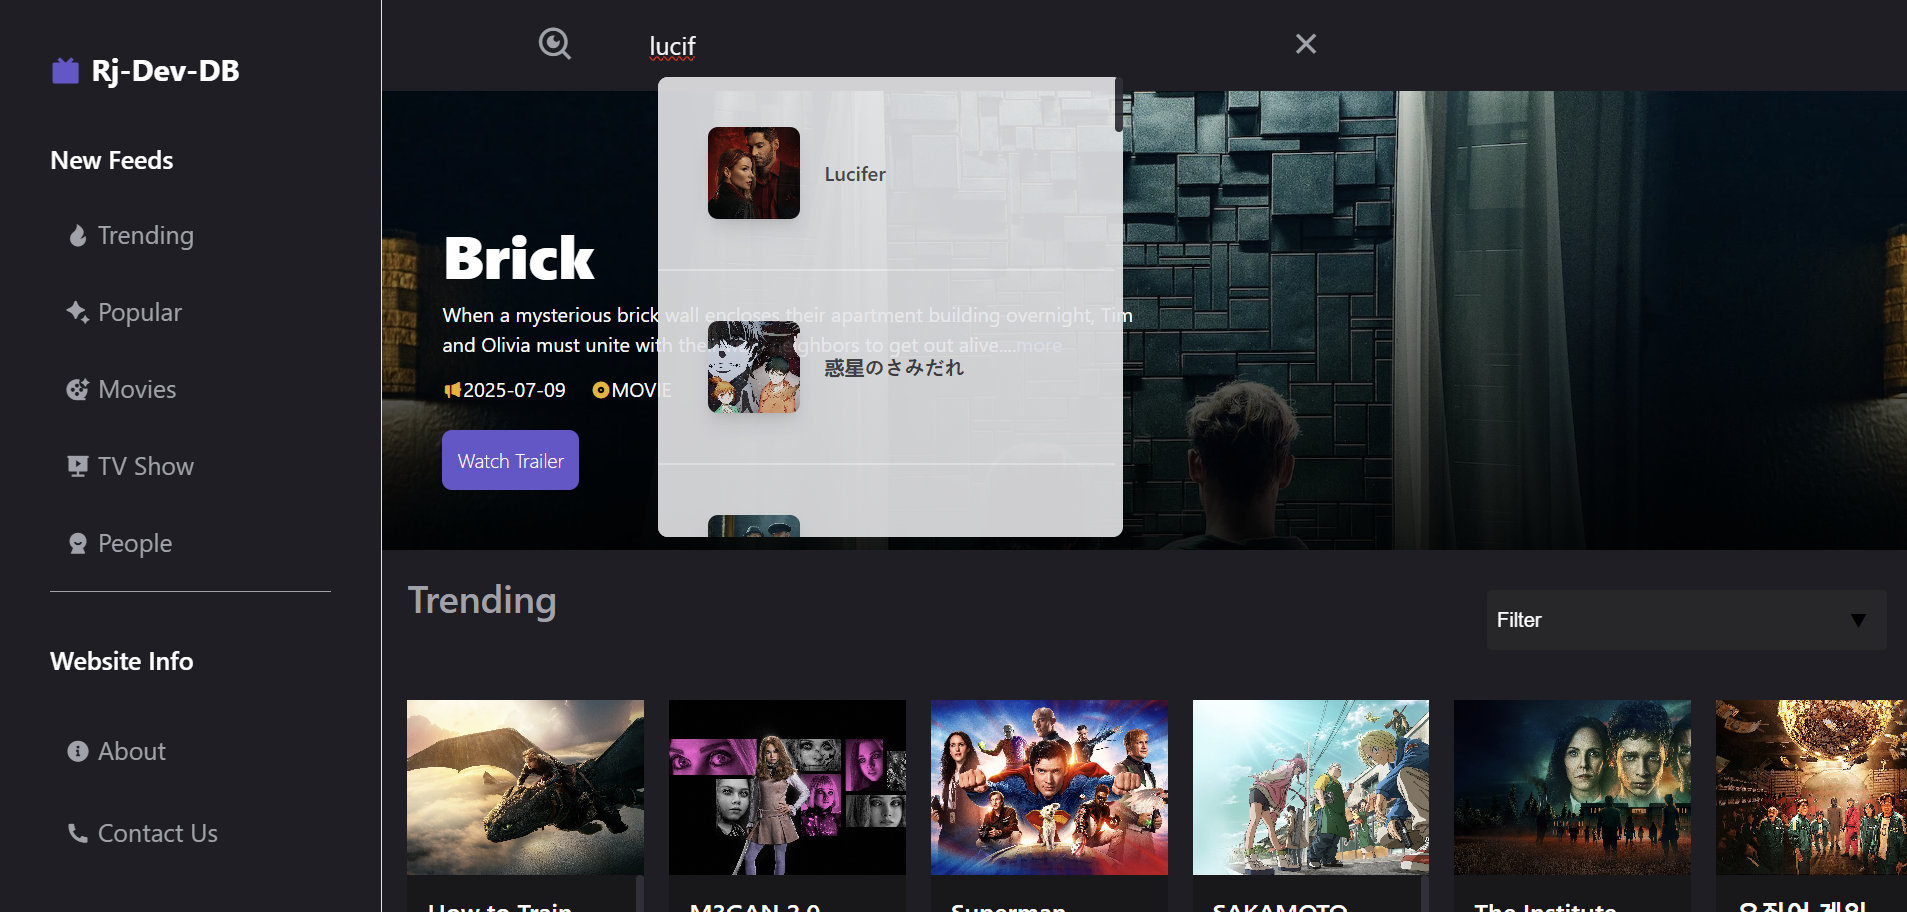 Rj-Dev-DB
New Feeds
Trending
Popular
Movies
TV Show
People
Website Info
About
Contact Us
lucif
Lucifer
惑星のさみだれ
Brick
When a mysterious brick wall encloses their apartment building overnight, Tim
and Olivia must unite with the neighbors to get out alive....more
2025-07-09
MOVIE
Watch Trailer
Trending
Filter
How to Train
M3GAN 2.0
Superman
SAKAMOTO
The Institute
오징어 게임